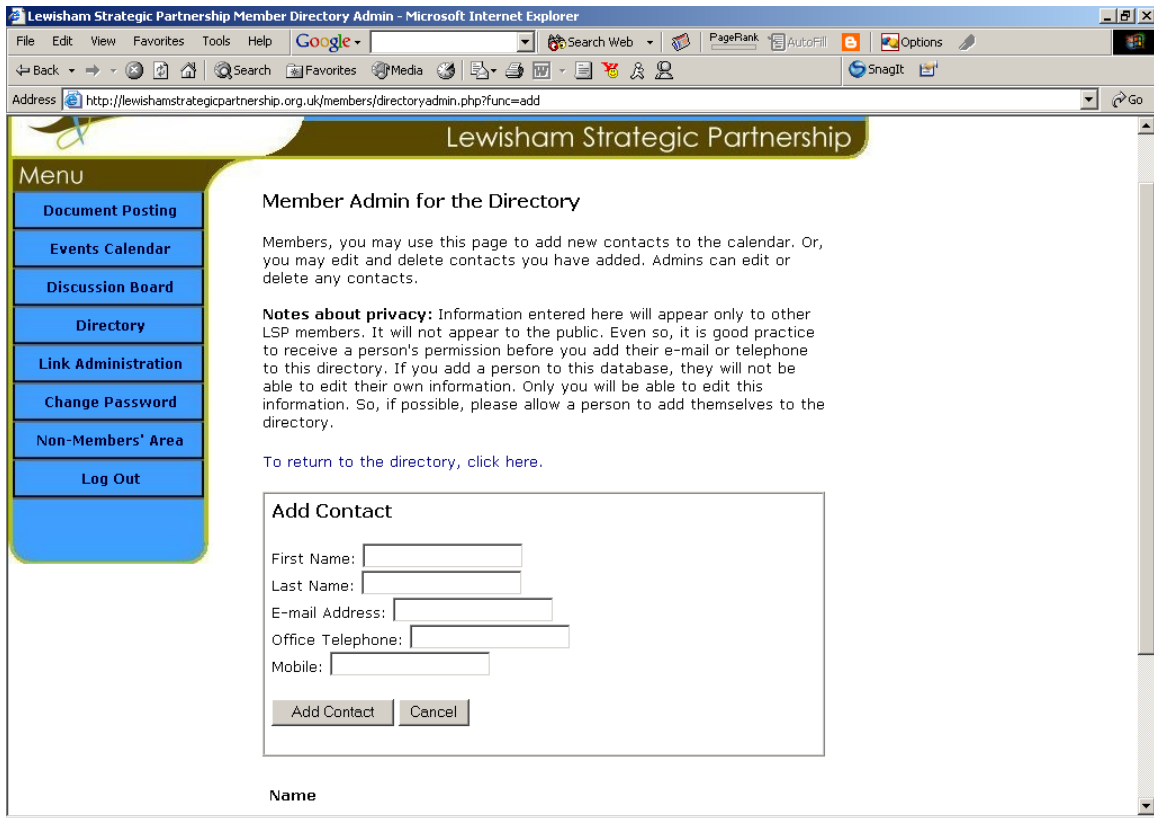 Lewisham Strategic Partnership Member Directory Admin - Microsoft Internet Explorer
File Edit View Favorites Tools Help Google Search Web PageRank AutoFill Options
Back Search Favorites Media SnagIt
Address http://lewishamstrategicpartnership.org.uk/members/directoryadmin.php?func=add Go
Lewisham Strategic Partnership
Menu
Document Posting
Events Calendar
Discussion Board
Directory
Link Administration
Change Password
Non-Members' Area
Log Out
Member Admin for the Directory
Members, you may use this page to add new contacts to the calendar. Or,
you may edit and delete contacts you have added. Admins can edit or
delete any contacts.
Notes about privacy: Information entered here will appear only to other
LSP members. It will not appear to the public. Even so, it is good practice
to receive a person's permission before you add their e-mail or telephone
to this directory. If you add a person to this database, they will not be
able to edit their own information. Only you will be able to edit this
information. So, if possible, please allow a person to add themselves to the
directory.
To return to the directory, click here.
Add Contact
First Name:
Last Name:
E-mail Address:
Office Telephone:
Mobile:
Add Contact Cancel
Name